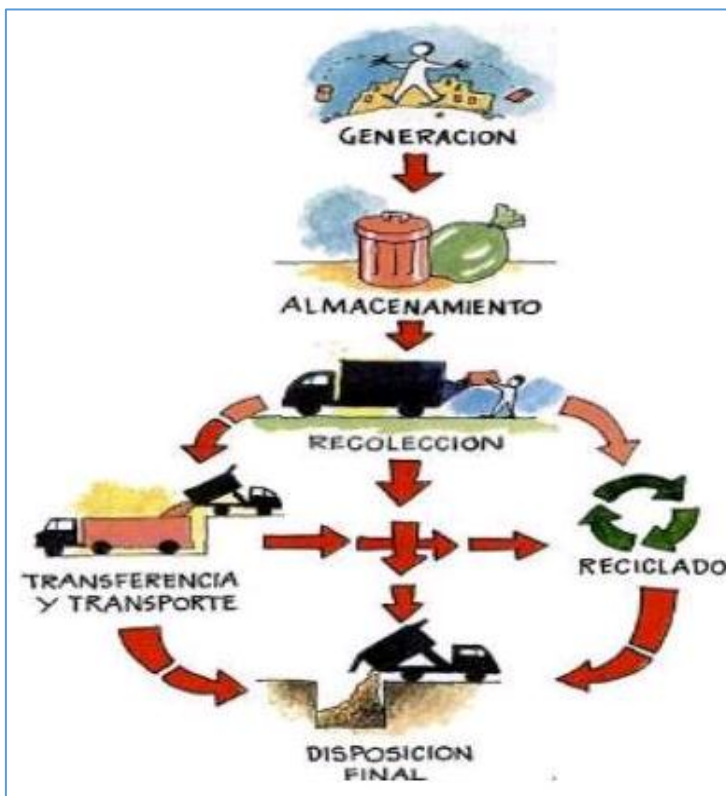 GENERACION
ALMACENAMIENTO
RECOLECCION
TRANSFERENCIA
Y TRANSPORTE
RECICLADO
DISPOSICION
FINAL